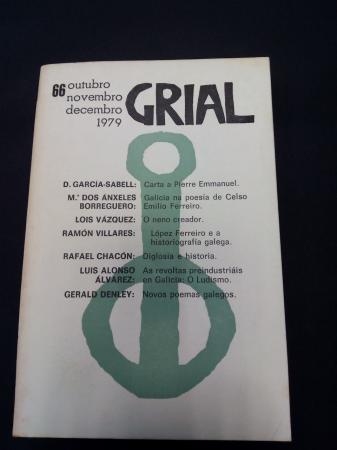 66 outubro
novembro
decembro
1979
GRIAL
D. GARCIA-SABELL: Carta a Pierre Emmanuel.
M.ª DOS ÁNXELES Galicia na poesía de Celso
BORREGUERO: Emilio Ferreiro.
LOIS VÁZQUEZ: O neno creador.
RAMÓN VILLARES: López Ferreiro e a
historiografía galega.
RAFAEL CHACÓN: Diglosia e historia.
LUIS ALONSO As revoltas preindustriáis
ÁLVAREZ: en Galicia: O Ludismo.
GERALD DENLEY: Novos poemas galegos.